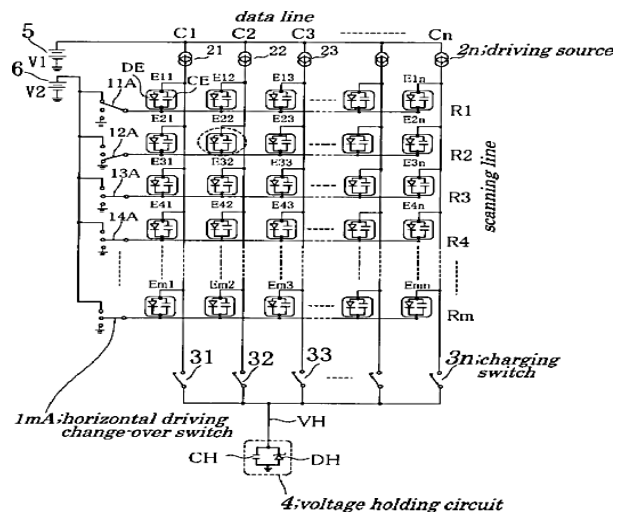 data line
C1 C2 C3 Cn
5 V1 21 22 23 2n;driving source
6 V2
DE CE
11A E11 E12 E13 E1n R1
12A E21 E22 E23 E2n R2
13A E31 E32 E33 E3n R3
14A E41 E42 E43 E4n R4
scanning line
Em1 Em2 Em3 Emn Rm
31 32 33 3n;charging
switch
1mA;horizontal driving
change-over switch
VH
CH DH
4;voltage holding circuit